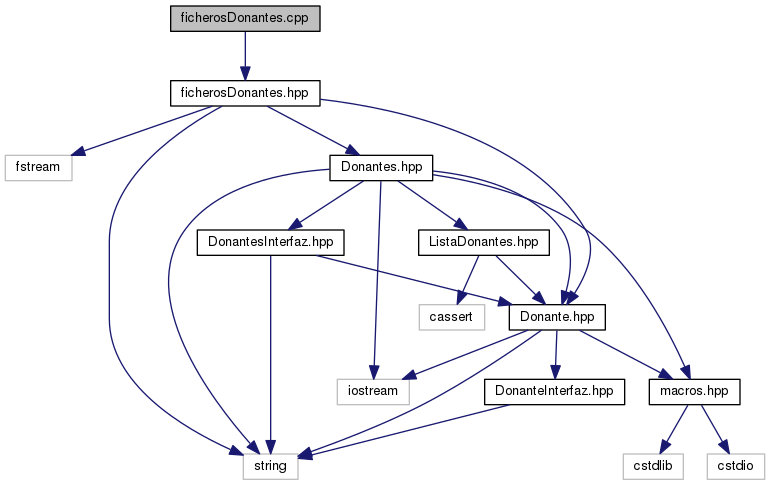 ficherosDonantes.cpp
ficherosDonantes.hpp
fstream
Donantes.hpp
DonantesInterfaz.hpp
ListaDonantes.hpp
cassert
Donante.hpp
iostream
DonanteInterfaz.hpp
macros.hpp
string
cstdlib
cstdio